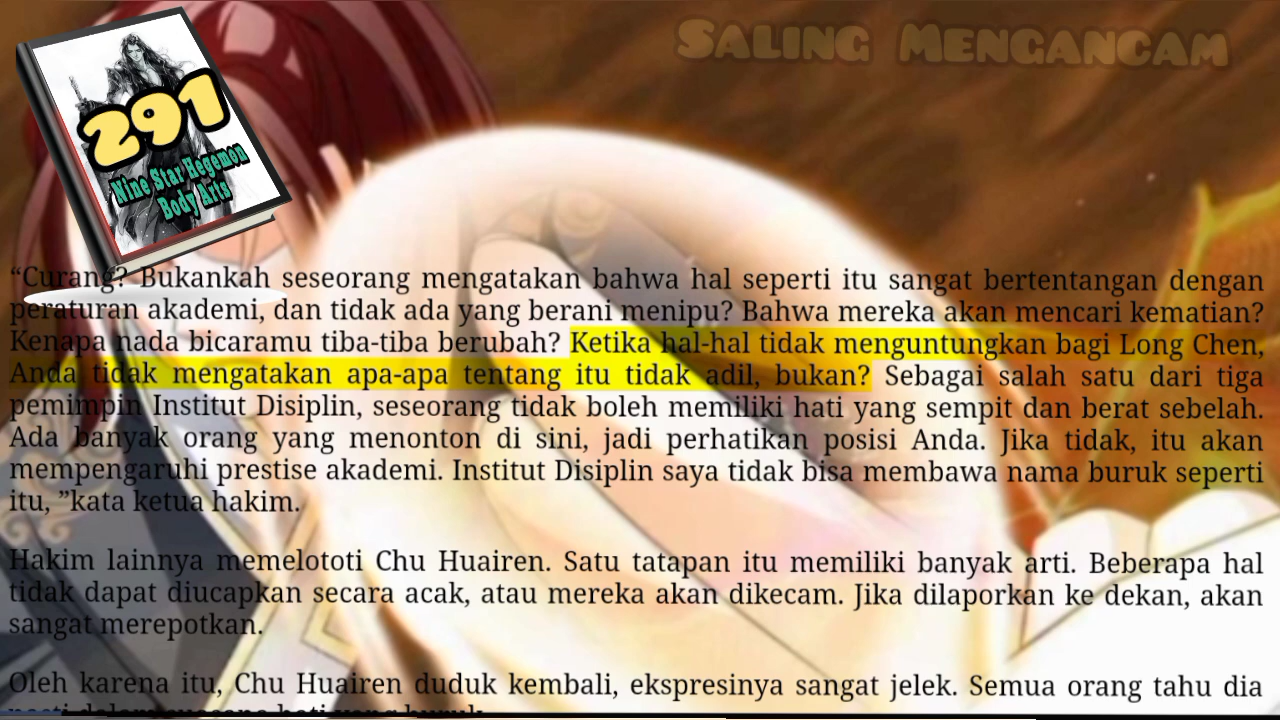 SALING MENGANCAM
291
Nine Star Hegemon
Body Arts
“Curang? Bukankah seseorang mengatakan bahwa hal seperti itu sangat bertentangan dengan
peraturan akademi, dan tidak ada yang berani menipu? Bahwa mereka akan mencari kematian?
Kenapa nada bicaramu tiba-tiba berubah? Ketika hal-hal tidak menguntungkan bagi Long Chen,
Anda tidak mengatakan apa-apa tentang itu tidak adil, bukan? Sebagai salah satu dari tiga
pemimpin Institut Disiplin, seseorang tidak boleh memiliki hati yang sempit dan berat sebelah.
Ada banyak orang yang menonton di sini, jadi perhatikan posisi Anda. Jika tidak, itu akan
mempengaruhi prestise akademi. Institut Disiplin saya tidak bisa membawa nama buruk seperti
itu, ”kata ketua hakim.
Hakim lainnya memelototi Chu Huairen. Satu tatapan itu memiliki banyak arti. Beberapa hal
tidak dapat diucapkan secara acak, atau mereka akan dikecam. Jika dilaporkan ke dekan, akan
sangat merepotkan.
Oleh karena itu, Chu Huairen duduk kembali, ekspresinya sangat jelek. Semua orang tahu dia